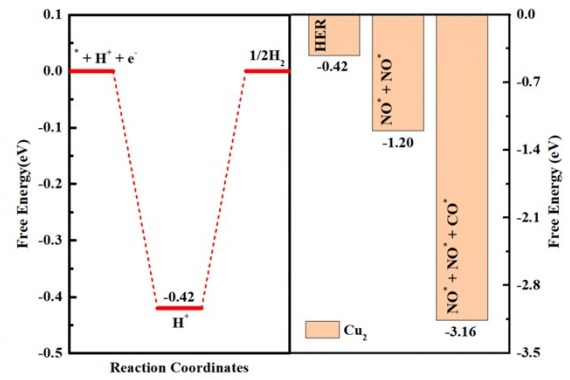 0.1
0.0
-0.1
-0.2
-0.3
-0.4
-0.5
Free Energy(eV)
* + H⁺ + e⁻
1/2H₂
-0.42
H⁺
Reaction Coordinates
HER
-0.42
NO* + NO*
-1.20
NO* + NO* + CO*
-3.16
Cu₂
0.0
-0.7
-1.4
-2.1
-2.8
-3.5
Free Energy (eV)